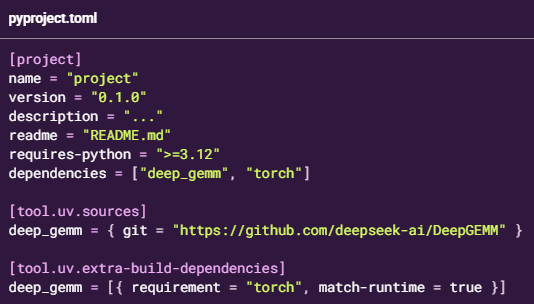 pyproject.toml
[project]
name = "project"
version = "0.1.0"
description = "..."
readme = "README.md"
requires-python = ">=3.12"
dependencies = ["deep_gemm", "torch"]
[tool.uv.sources]
deep_gemm = { git = "https://github.com/deepseek-ai/DeepGEMM" }
[tool.uv.extra-build-dependencies]
deep_gemm = [{ requirement = "torch", match-runtime = true }]